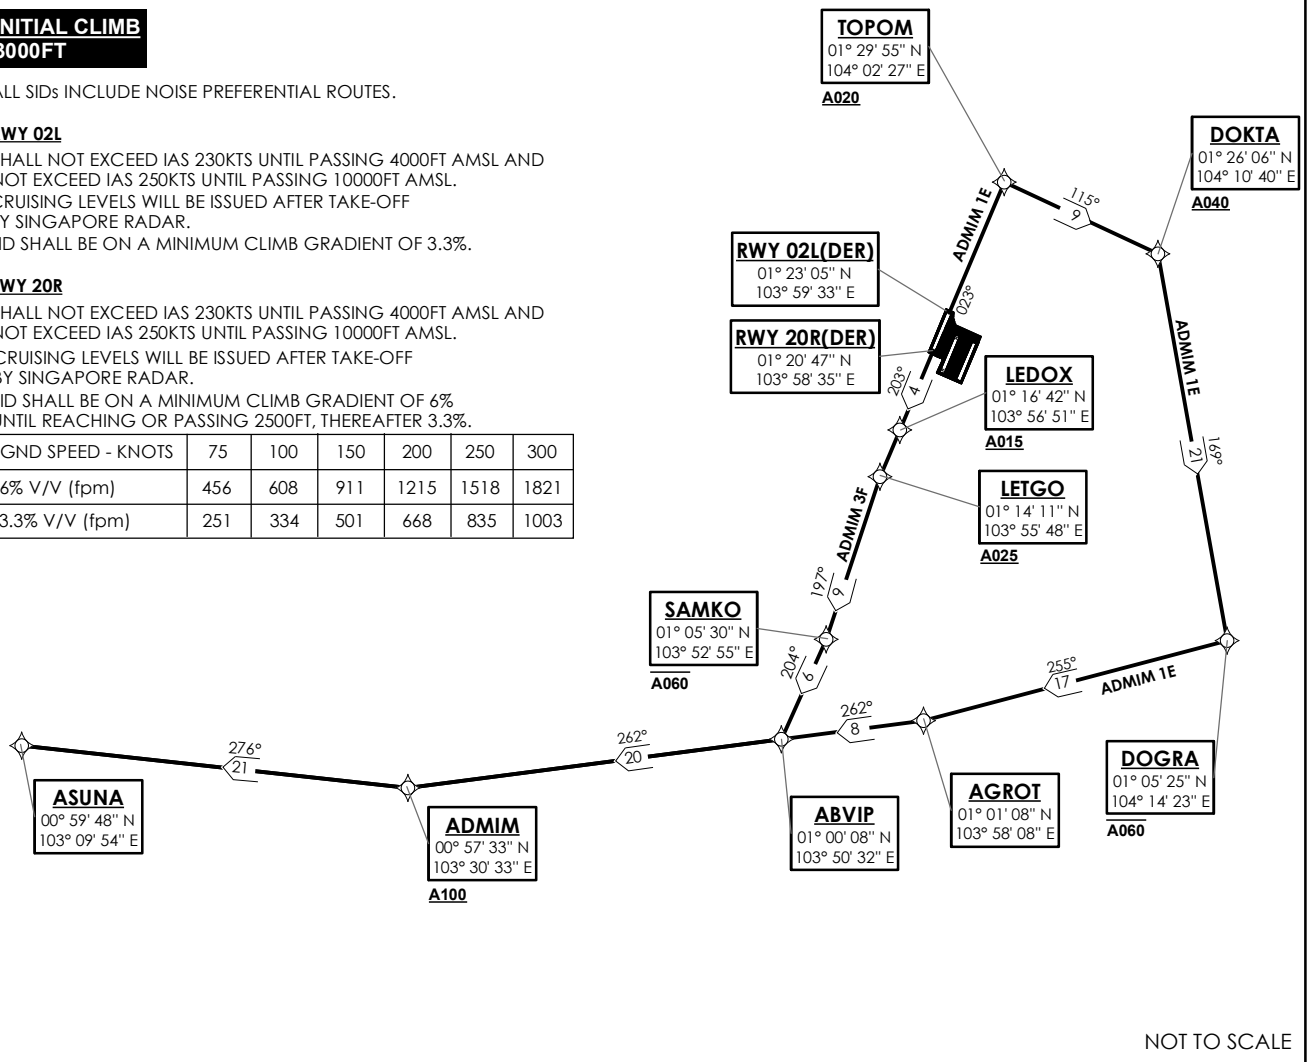 NITIAL CLIMB
3000FT
ALL SIDs INCLUDE NOISE PREFERENTIAL ROUTES.
WY 02L
HALL NOT EXCEED IAS 230KTS UNTIL PASSING 4000FT AMSL AND
NOT EXCEED IAS 250KTS UNTIL PASSING 10000FT AMSL.
CRUISING LEVELS WILL BE ISSUED AFTER TAKE-OFF
Y SINGAPORE RADAR.
ID SHALL BE ON A MINIMUM CLIMB GRADIENT OF 3.3%.
WY 20R
HALL NOT EXCEED IAS 230KTS UNTIL PASSING 4000FT AMSL AND
NOT EXCEED IAS 250KTS UNTIL PASSING 10000FT AMSL.
CRUISING LEVELS WILL BE ISSUED AFTER TAKE-OFF
BY SINGAPORE RADAR.
ID SHALL BE ON A MINIMUM CLIMB GRADIENT OF 6%
UNTIL REACHING OR PASSING 2500FT, THEREAFTER 3.3%.
GND SPEED - KNOTS 75 100 150 200 250 300
6% V/V (fpm) 456 608 911 1215 1518 1821
3.3% V/V (fpm) 251 334 501 668 835 1003
TOPOM
01° 29' 55" N
104° 02' 27" E
A020
DOKTA
01° 26' 06" N
104° 10' 40" E
A040
115°
9
ADMIM 1E
RWY 02L(DER)
01° 23' 05" N
103° 59' 33" E
023°
RWY 20R(DER)
01° 20' 47" N
103° 58' 35" E
203°
4
LEDOX
01° 16' 42" N
103° 56' 51" E
A015
ADMIM 1E
169°
21
LETGO
01° 14' 11" N
103° 55' 48" E
A025
ADMIM 3F
197°
9
SAMKO
01° 05' 30" N
103° 52' 55" E
A060
204°
6
255°
17
ADMIM 1E
262°
8
262°
20
276°
21
DOGRA
01° 05' 25" N
104° 14' 23" E
A060
AGROT
01° 01' 08" N
103° 58' 08" E
ABVIP
01° 00' 08" N
103° 50' 32" E
ASUNA
00° 59' 48" N
103° 09' 54" E
ADMIM
00° 57' 33" N
103° 30' 33" E
A100
NOT TO SCALE